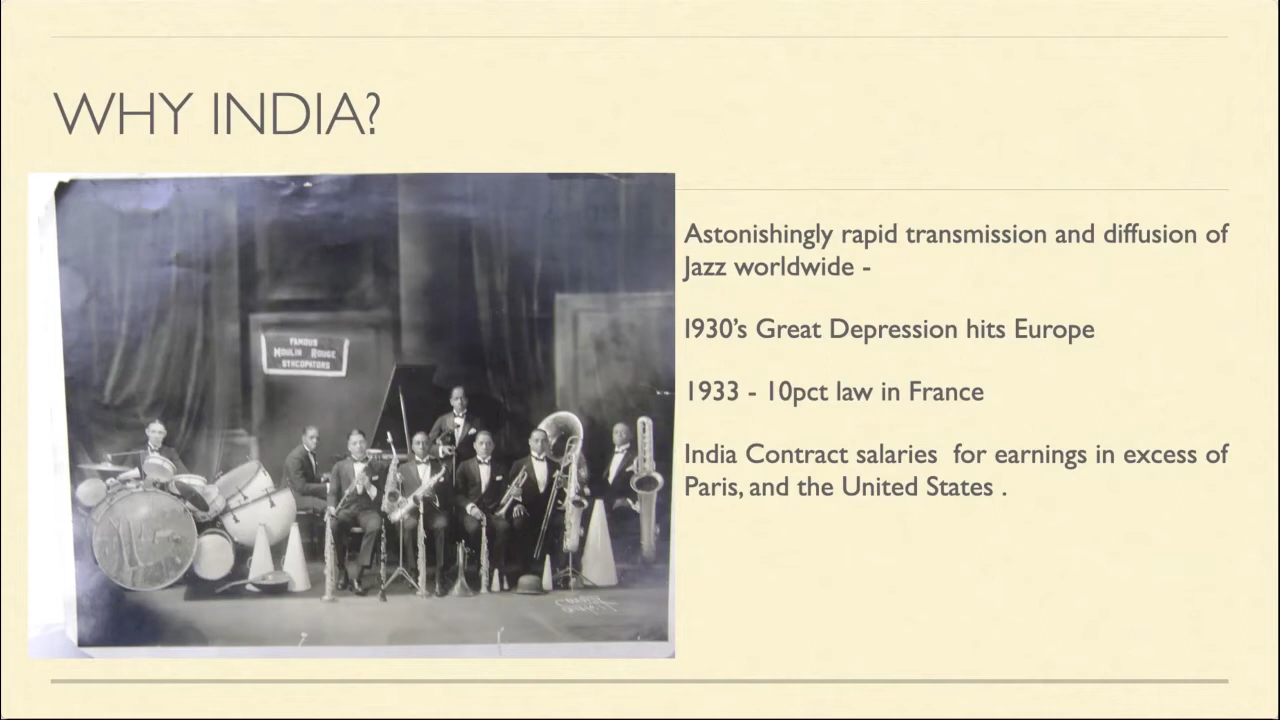 WHY INDIA?
FAMOUS
MOULIN ROUGE
SYNCOPATORS
Astonishingly rapid transmission and diffusion of
Jazz worldwide -
1930's Great Depression hits Europe
1933 - 10pct law in France
India Contract salaries  for earnings in excess of
Paris, and the United States .